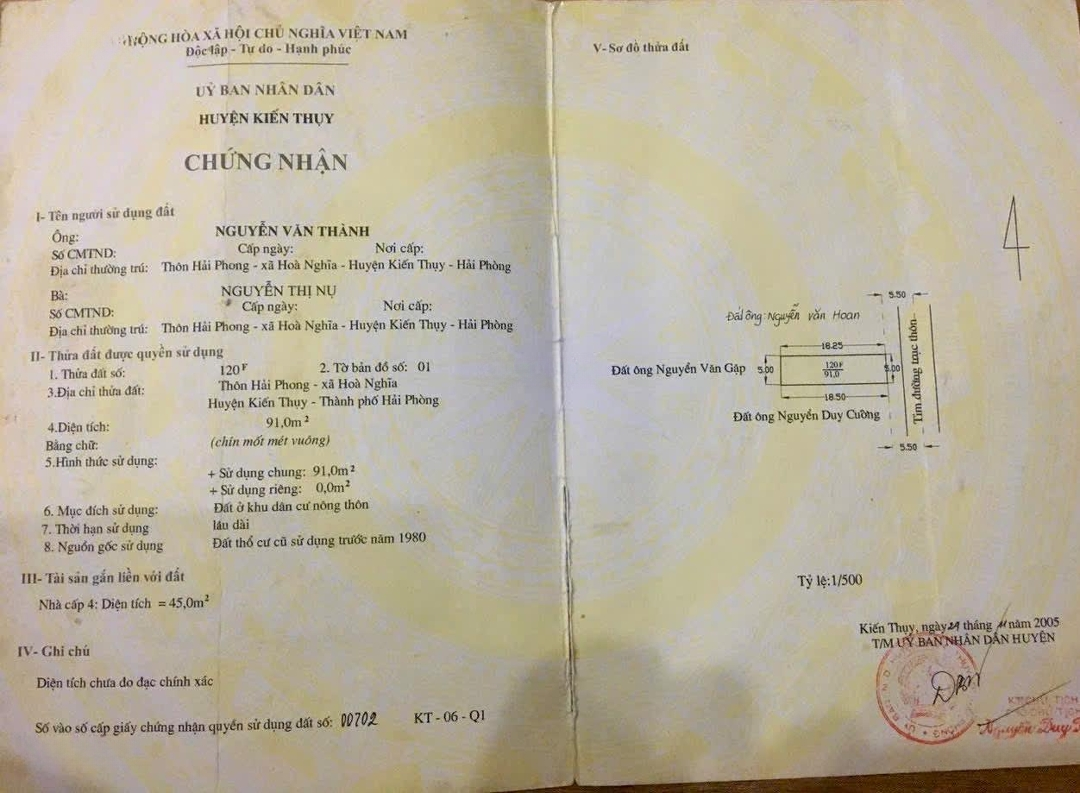 CỘNG HÒA XÃ HỘI CHỦ NGHĨA VIỆT NAM
Độc lập - Tự do - Hạnh phúc
UỶ BAN NHÂN DÂN
HUYỆN KIẾN THỤY
CHỨNG NHẬN
I- Tên người sử dụng đất
Ông: NGUYỄN VĂN THÀNH
Số CMTND: Cấp ngày: Nơi cấp:
Địa chỉ thường trú: Thôn Hải Phong - xã Hoà Nghĩa - Huyện Kiến Thụy - Hải Phòng
Bà: NGUYỄN THỊ NỤ
Số CMTND: Cấp ngày: Nơi cấp:
Địa chỉ thường trú: Thôn Hải Phong - xã Hoà Nghĩa - Huyện Kiến Thụy - Hải Phòng
II- Thửa đất được quyền sử dụng
1. Thửa đất số: 120F 2. Tờ bản đồ số: 01
3.Địa chỉ thửa đất: Thôn Hải Phong - xã Hoà Nghĩa
Huyện Kiến Thụy - Thành phố Hải Phòng
4.Diện tích: 91,0m²
Bằng chữ: (chín mốt mét vuông)
5.Hình thức sử dụng:
+ Sử dụng chung: 91,0m²
+ Sử dụng riêng: 0,0m²
6. Mục đích sử dụng: Đất ở khu dân cư nông thôn
7. Thời hạn sử dụng lâu dài
8. Nguồn gốc sử dụng Đất thổ cư cũ sử dụng trước năm 1980
III- Tài sản gắn liền với đất
Nhà cấp 4: Diện tích = 45,0m²
IV- Ghi chú
Diện tích chưa đo đạc chính xác
Số vào sổ cấp giấy chứng nhận quyền sử dụng đất số: 00702 KT - 06 - Q1
V- Sơ đồ thửa đất
5.50
Đất ông: Nguyễn văn Hoan
18.25
Đất ông Nguyễn Văn Gặp
5.00
120F
91,0
5.00
Tim đường trục thôn
18.50
Đất ông Nguyễn Duy Cường
5.50
Tỷ lệ:1/500
Kiến Thụy, ngày 29 tháng 11 năm 2005
T/M UỶ BAN NHÂN DÂN HUYỆN
KT.CHỦ TỊCH
Nguyễn Duy